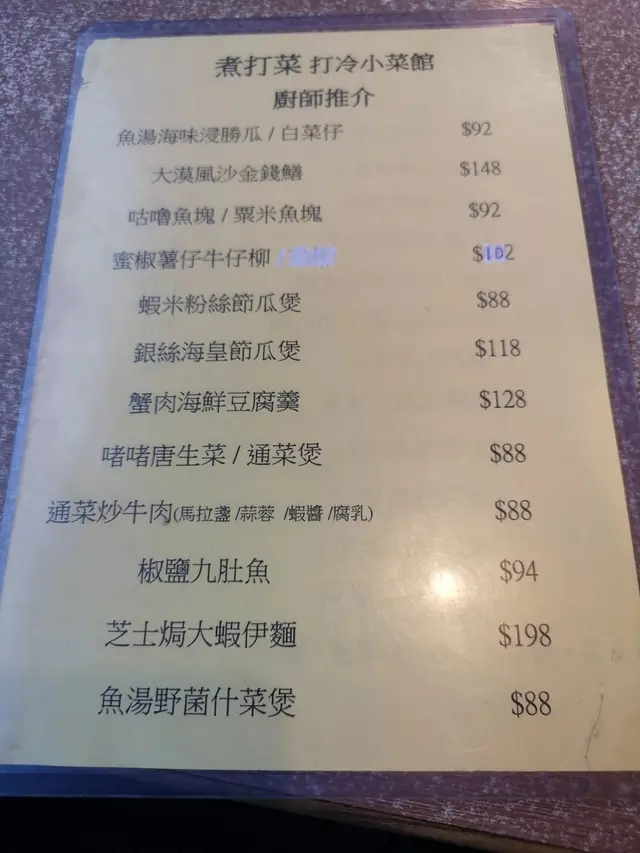 煮打菜 打冷小菜館
廚師推介
魚湯海味浸勝瓜 / 白菜仔 $92
大漠風沙金錢鱔 $148
咕嚕魚塊 / 粟米魚塊 $92
蜜椒薯仔牛仔柳 $102
蝦米粉絲節瓜煲 $88
銀絲海皇節瓜煲 $118
蟹肉海鮮豆腐羹 $128
啫啫唐生菜 / 通菜煲 $88
通菜炒牛肉(馬拉盞 /蒜蓉 /蝦醬 /腐乳) $88
椒鹽九肚魚 $94
芝士焗大蝦伊麵 $198
魚湯野菌什菜煲 $88